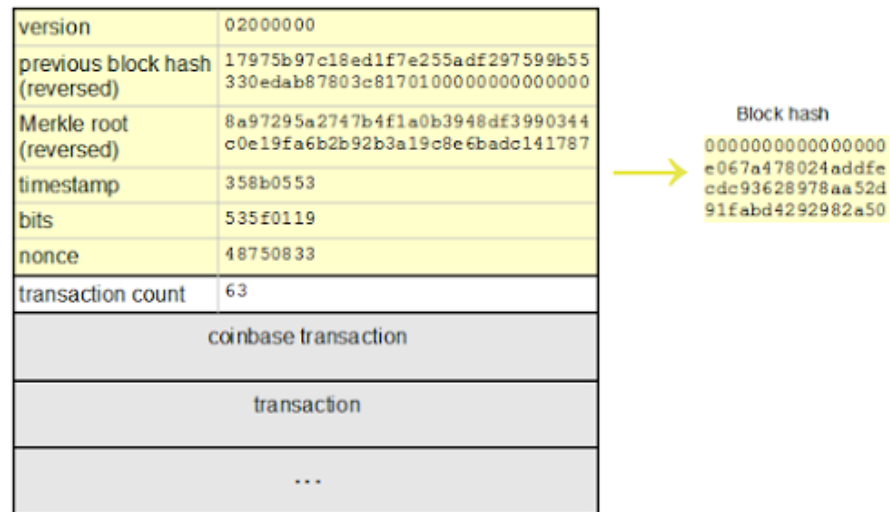 version 02000000
previous block hash 17975b97c18ed1f7e255adf297599b55
(reversed) 330edab87803c8170100000000000000
Merkle root 8a97295a2747b4f1a0b3948df3990344
(reversed) c0e19fa6b2b92b3a19c8e6badc141787
timestamp 358b0553
bits 535f0119
nonce 48750833
transaction count 63
coinbase transaction
transaction
...
Block hash
0000000000000000
e067a478024addfe
cdc93628978aa52d
91fabd4292982a50